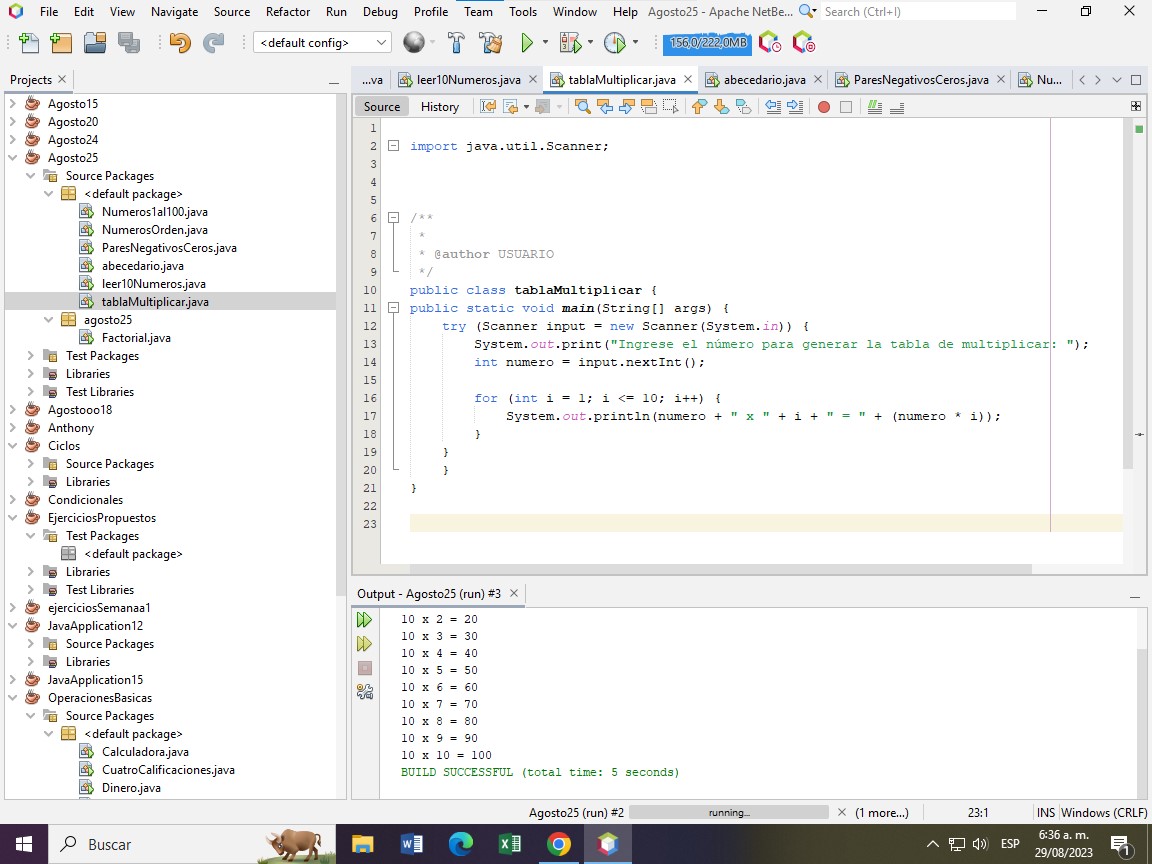 File Edit View Navigate Source Refactor Run Debug Profile Team Tools Window Help Agosto25 - Apache NetBe... Search (Ctrl+I)
<default config> 156,0/222,0MB
Projects
...va leer10Numeros.java tablaMultiplicar.java abecedario.java ParesNegativosCeros.java Nu...
Source History
Agosto15
Agosto20
Agosto24
Agosto25
Source Packages
<default package>
Numeros1al100.java
NumerosOrden.java
ParesNegativosCeros.java
abecedario.java
leer10Numeros.java
tablaMultiplicar.java
agosto25
Factorial.java
Test Packages
Libraries
Test Libraries
Agostooo18
Anthony
Ciclos
Source Packages
Libraries
Condicionales
EjerciciosPropuestos
Test Packages
<default package>
Libraries
Test Libraries
ejerciciosSemanaa1
JavaApplication12
Source Packages
Libraries
JavaApplication15
OperacionesBasicas
Source Packages
<default package>
Calculadora.java
CuatroCalificaciones.java
Dinero.java
1
2 import java.util.Scanner;
3
4
5
6 /**
7 *
8 * @author USUARIO
9 */
10 public class tablaMultiplicar {
11 public static void main(String[] args) {
12 try (Scanner input = new Scanner(System.in)) {
13 System.out.print("Ingrese el número para generar la tabla de multiplicar: ");
14 int numero = input.nextInt();
15
16 for (int i = 1; i <= 10; i++) {
17 System.out.println(numero + " x " + i + " = " + (numero * i));
18 }
19 }
20 }
21 }
22
23
Output - Agosto25 (run) #3
10 x 2 = 20
10 x 3 = 30
10 x 4 = 40
10 x 5 = 50
10 x 6 = 60
10 x 7 = 70
10 x 8 = 80
10 x 9 = 90
10 x 10 = 100
BUILD SUCCESSFUL (total time: 5 seconds)
Agosto25 (run) #2 running... (1 more...) 23:1 INS Windows (CRLF)
Buscar ESP 6:36 a. m.
29/08/2023 1